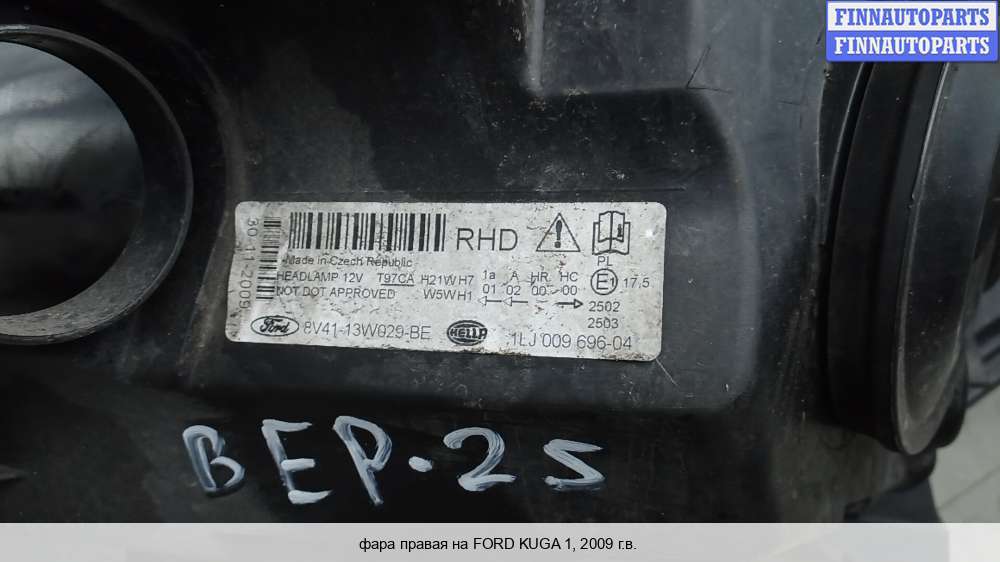 FINNAUTOPARTS
FINNAUTOPARTS
30-11-2009
RHD
Made in Czech Republic
PL
HEADLAMP 12V T97CA H21W H7 1a A HR HC E1 17,5
NOT DOT APPROVED W5W H1 01 02 00 00
2502
2503
Ford 8V41-13W029-BE HELLA 1LJ 009 696-04
BEP-25
фара правая на FORD KUGA 1, 2009 г.в.